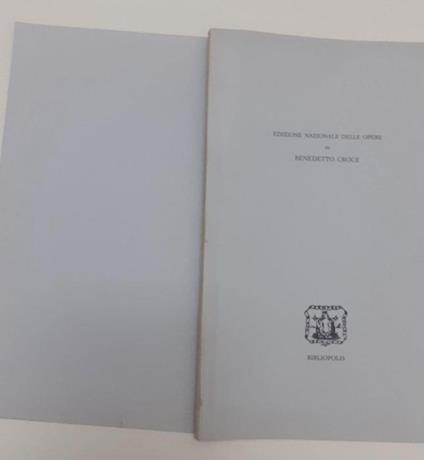 EDIZIONE NAZIONALE DELLE OPERE
DI
BENEDETTO CROCE
BIBLIOPOLIS